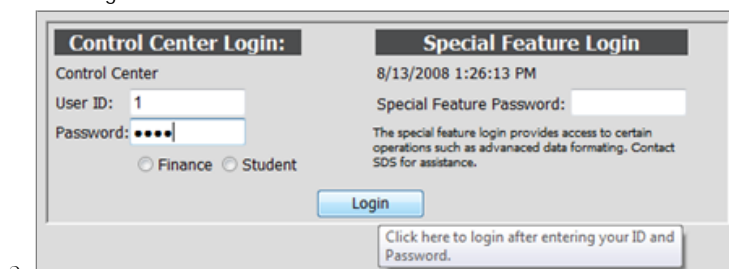 Control Center Login:
Control Center
User ID: 1
Password: ••••
Finance Student
Special Feature Login
8/13/2008 1:26:13 PM
Special Feature Password:
The special feature login provides access to certain
operations such as advanaced data formating. Contact
SDS for assistance.
Login
Click here to login after entering your ID and
Password.